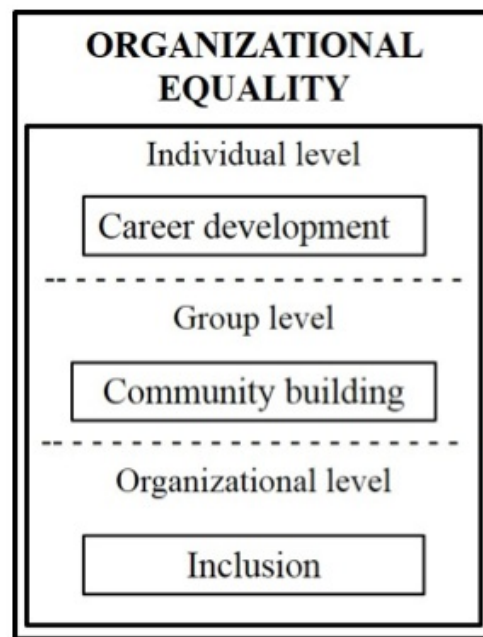 ORGANIZATIONAL
EQUALITY
Individual level
Career development
Group level
Community building
Organizational level
Inclusion